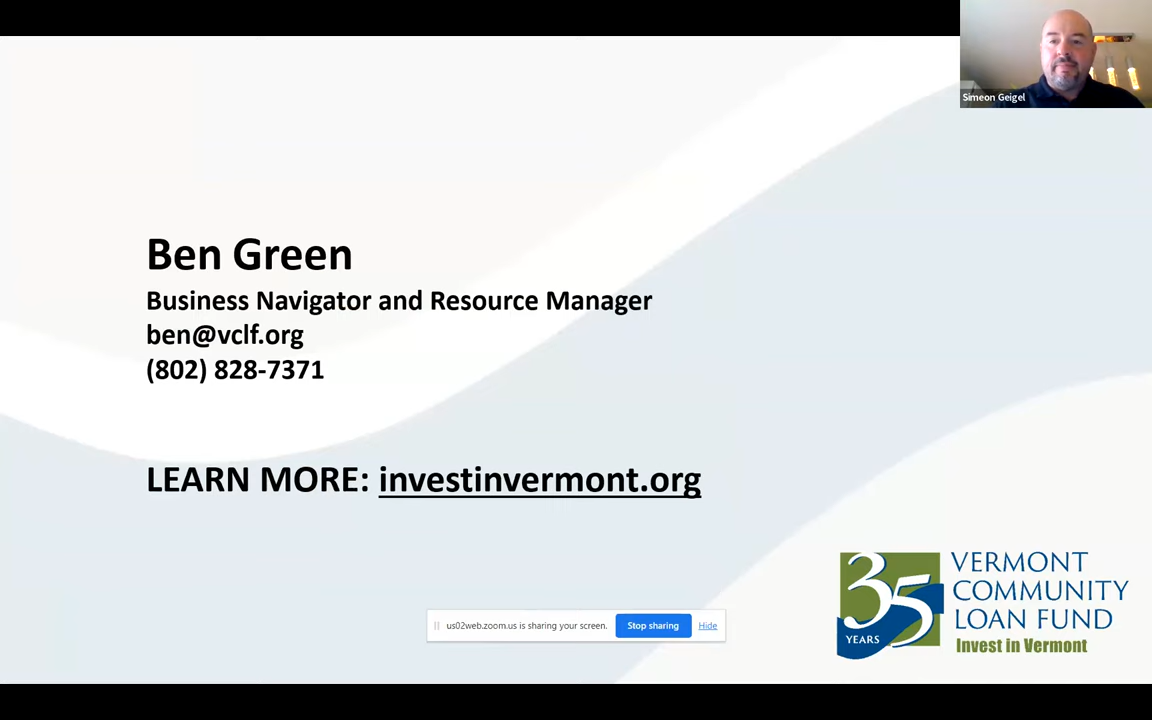 Simeon Geigel
Ben Green
Business Navigator and Resource Manager
ben@vclf.org
(802) 828-7371
LEARN MORE: investinvermont.org
us02web.zoom.us is sharing your screen. Stop sharing Hide
35
YEARS
VERMONT
COMMUNITY
LOAN FUND
Invest in Vermont